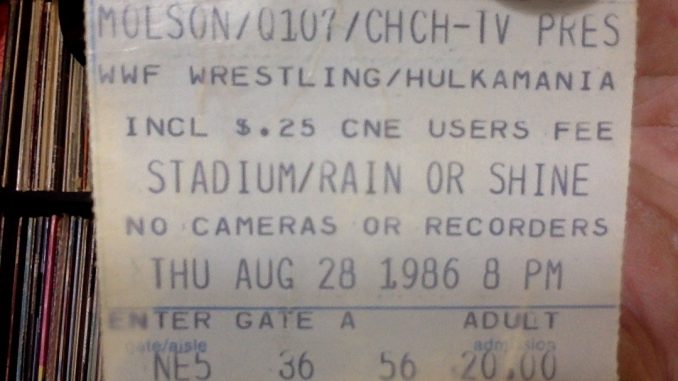 MOLSON/Q107/CHCH-TV PRES
WWF WRESTLING/HULKAMANIA
INCL $.25 CNE USERS FEE
STADIUM/RAIN OR SHINE
NO CAMERAS OR RECORDERS
THU AUG 28 1986 8 PM
ENTER GATE A ADULT
gate/aisle admission
NE5 36 56 20.00